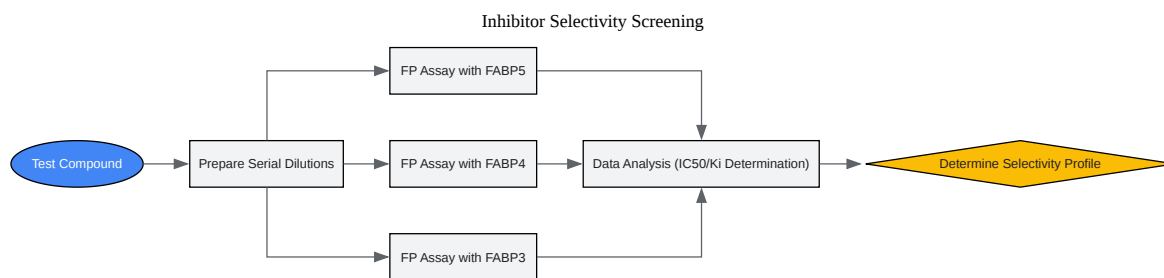 Inhibitor Selectivity Screening
FP Assay with FABP5
Test Compound
Prepare Serial Dilutions
FP Assay with FABP4
Data Analysis (IC50/Ki Determination)
Determine Selectivity Profile
FP Assay with FABP3